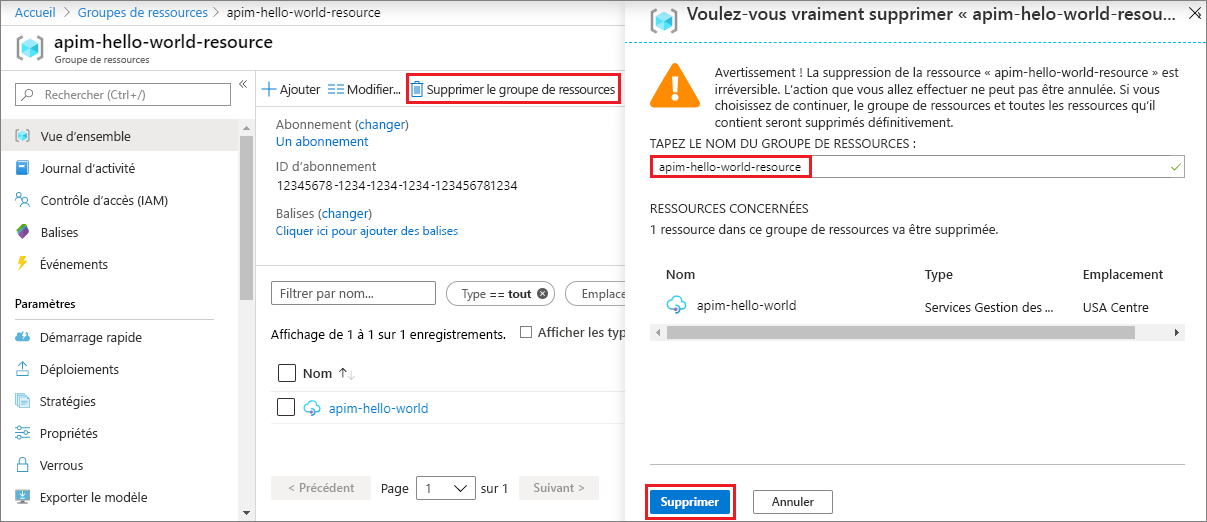 Accueil > Groupes de ressources > apim-hello-world-resource
apim-hello-world-resource
Groupe de ressources
Rechercher (Ctrl+/)
«
Vue d'ensemble
Journal d'activité
Contrôle d'accès (IAM)
Balises
Événements
Paramètres
Démarrage rapide
Déploiements
Stratégies
Propriétés
Verrous
Exporter le modèle
Ajouter
Modifier...
Supprimer le groupe de ressources
Abonnement (changer)
Un abonnement
ID d'abonnement
12345678 -1234-1234-1234-123456781234
Balises (changer)
Cliquer ici pour ajouter des balises
Filtrer par nom...
Type == tout
Emplace
Affichage de 1 à 1 sur 1 enregistrements.
Afficher les typ
Nom ↑↓
apim-hello-world
< Précédent
Page
1
sur 1
Suivant >
Voulez-vous vraiment supprimer « apim-helo-world-resou...
Avertissement ! La suppression de la ressource « apim-hello-world-resource » est
irréversible. L'action que vous allez effectuer ne peut pas être annulée. Si vous
choisissez de continuer, le groupe de ressources et toutes les ressources qu'il
contient seront supprimés définitivement.
TAPEZ LE NOM DU GROUPE DE RESSOURCES :
apim-hello-world-resource
RESSOURCES CONCERNÉES
1 ressource dans ce groupe de ressources va être supprimée.
Nom Type Emplacement
apim-hello-world Services Gestion des ... USA Centre
Supprimer
Annuler